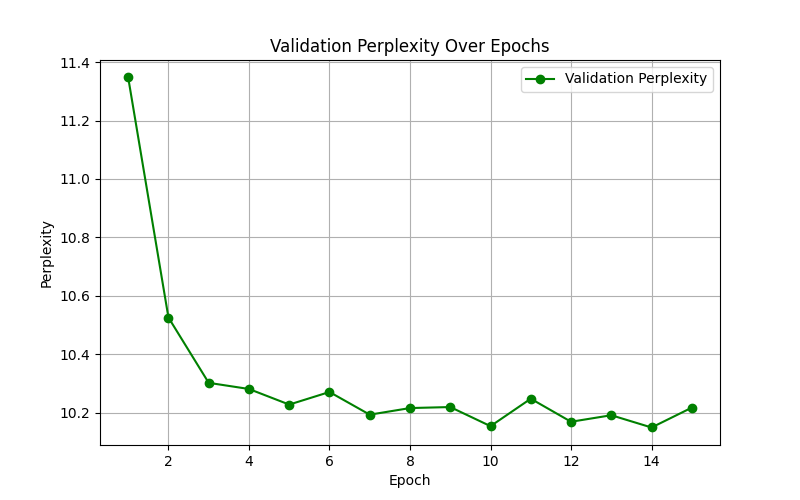 Validation Perplexity Over Epochs
Validation Perplexity
Perplexity
11.4
11.2
11.0
10.8
10.6
10.4
10.2
2 4 6 8 10 12 14
Epoch